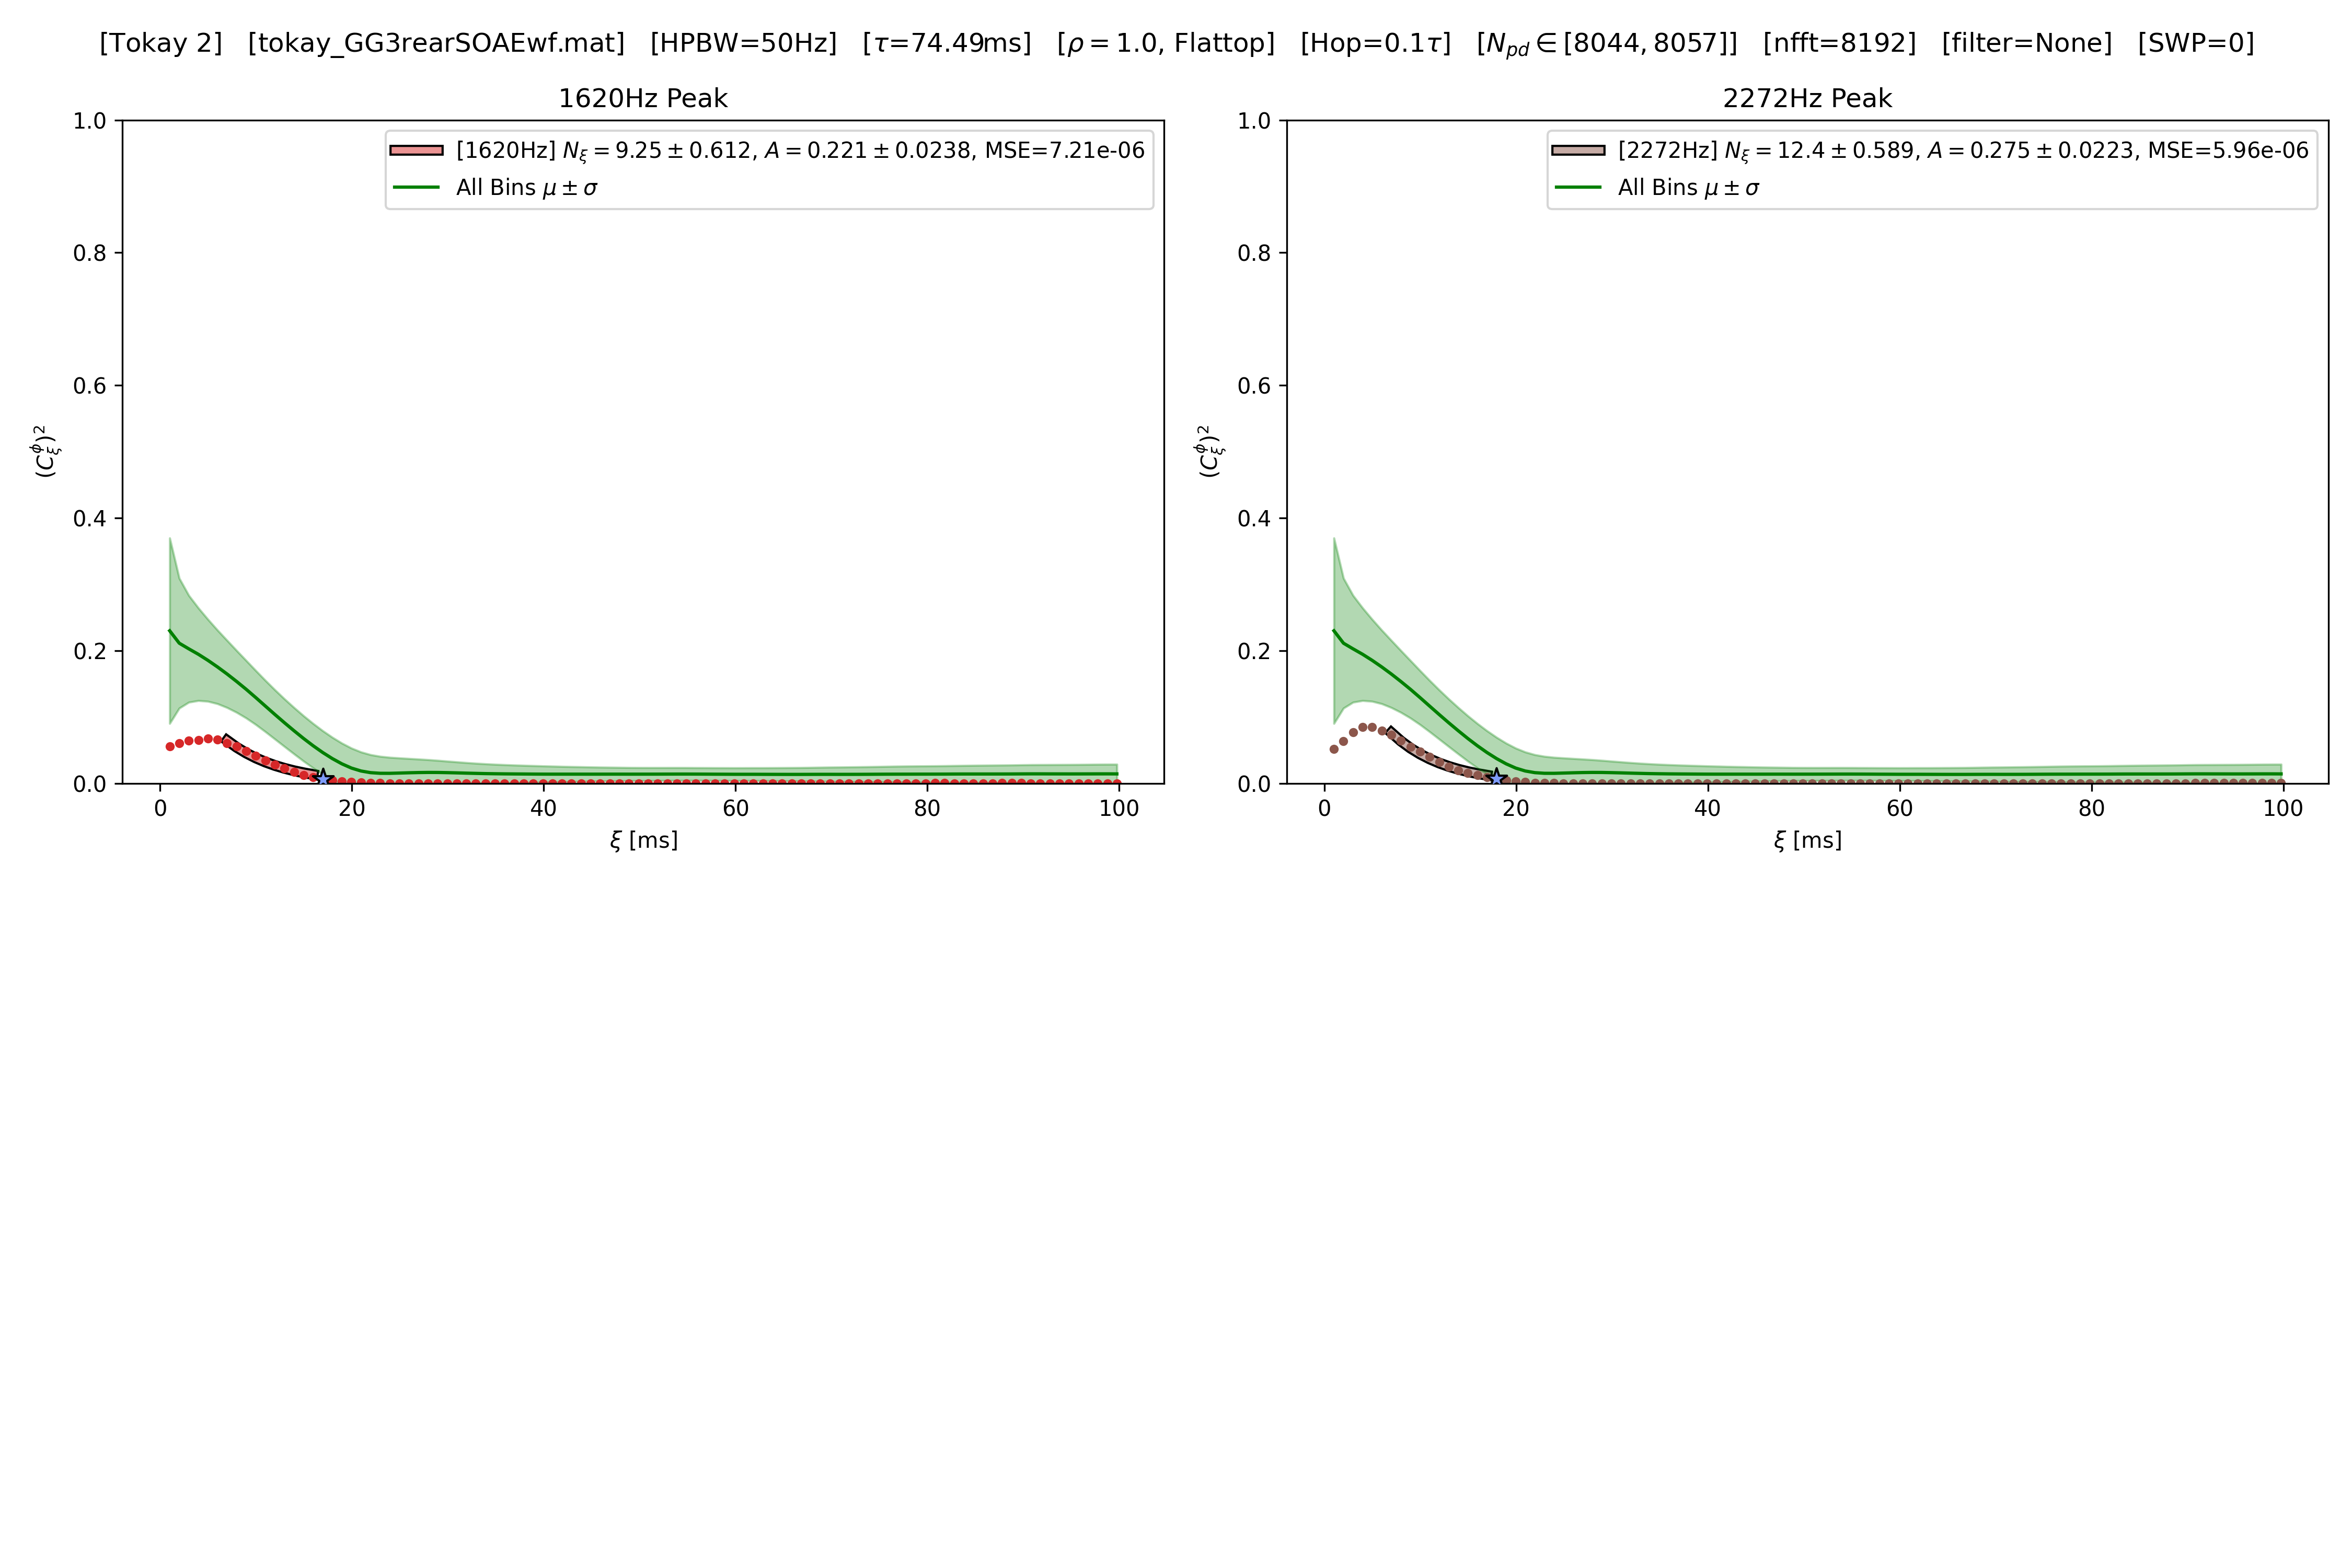 [Tokay 2] [tokay_GG3rearSOAEwf.mat] [HPBW=50Hz] [τ=74.49ms] [ρ = 1.0, Flattop] [Hop=0.1τ] [N_pd ∈ [8044, 8057]] [nfft=8192] [filter=None] [SWP=0]
1620Hz Peak
[1620Hz] N_ξ = 9.25 ± 0.612, A = 0.221 ± 0.0238, MSE=7.21e-06
All Bins μ ± σ
1.0
0.8
0.6
0.4
0.2
0.0
(C_ξ^ϕ)^2
0 20 40 60 80 100
ξ [ms]
2272Hz Peak
[2272Hz] N_ξ = 12.4 ± 0.589, A = 0.275 ± 0.0223, MSE=5.96e-06
All Bins μ ± σ
1.0
0.8
0.6
0.4
0.2
0.0
(C_ξ^ϕ)^2
0 20 40 60 80 100
ξ [ms]